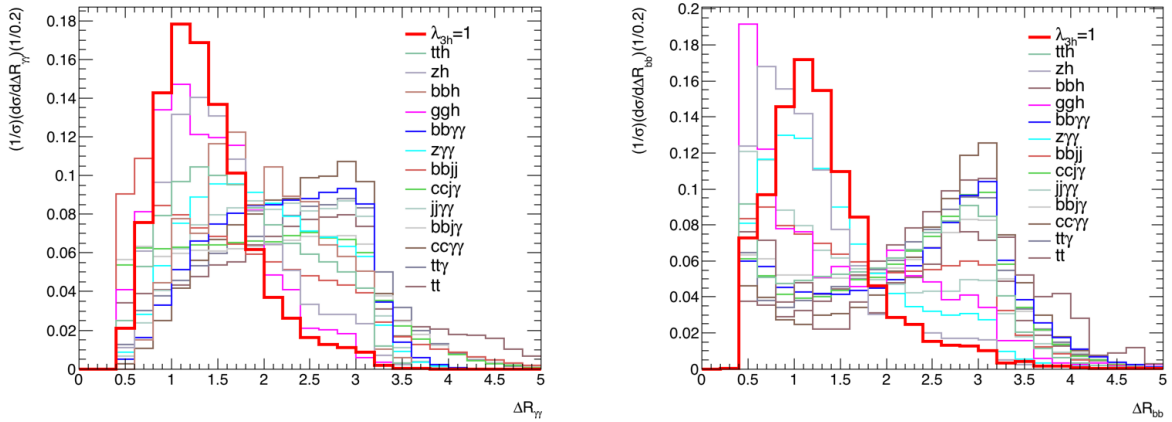 (1/σ)(dσ/dΔR_γγ)(1/0.2)
0.18
0.16
0.14
0.12
0.1
0.08
0.06
0.04
0.02
0
0 0.5 1 1.5 2 2.5 3 3.5 4 4.5 5
ΔR_γγ
λ_3h=1
tth
zh
bbh
ggh
bbγγ
zγγ
bbjj
ccjγ
jjγγ
bbjγ
ccγγ
ttγ
tt
(1/σ)(dσ/dΔR_bb)(1/0.2)
0.2
0.18
0.16
0.14
0.12
0.1
0.08
0.06
0.04
0.02
0
0 0.5 1 1.5 2 2.5 3 3.5 4 4.5 5
ΔR_bb
λ_3h=1
tth
zh
bbh
ggh
bbγγ
zγγ
bbjj
ccjγ
jjγγ
bbjγ
ccγγ
ttγ
tt